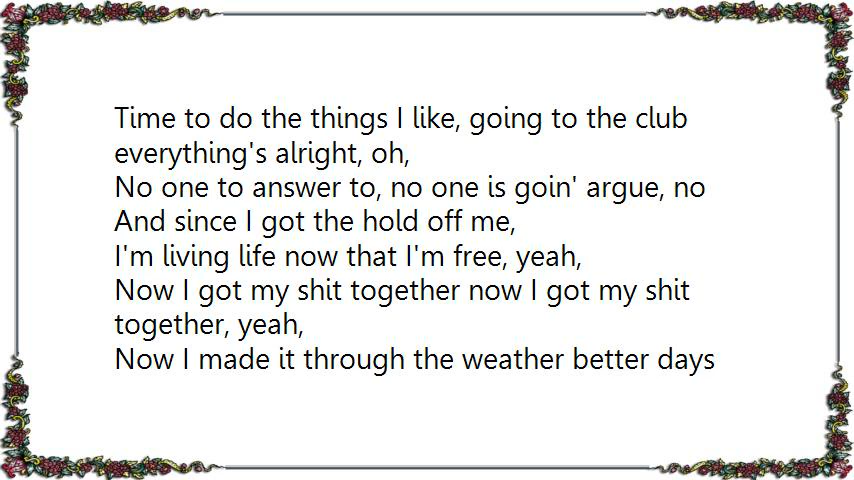 Time to do the things I like, going to the club
everything's alright, oh,
No one to answer to, no one is goin' argue, no
And since I got the hold off me,
I'm living life now that I'm free, yeah,
Now I got my shit together now I got my shit
together, yeah,
Now I made it through the weather better days